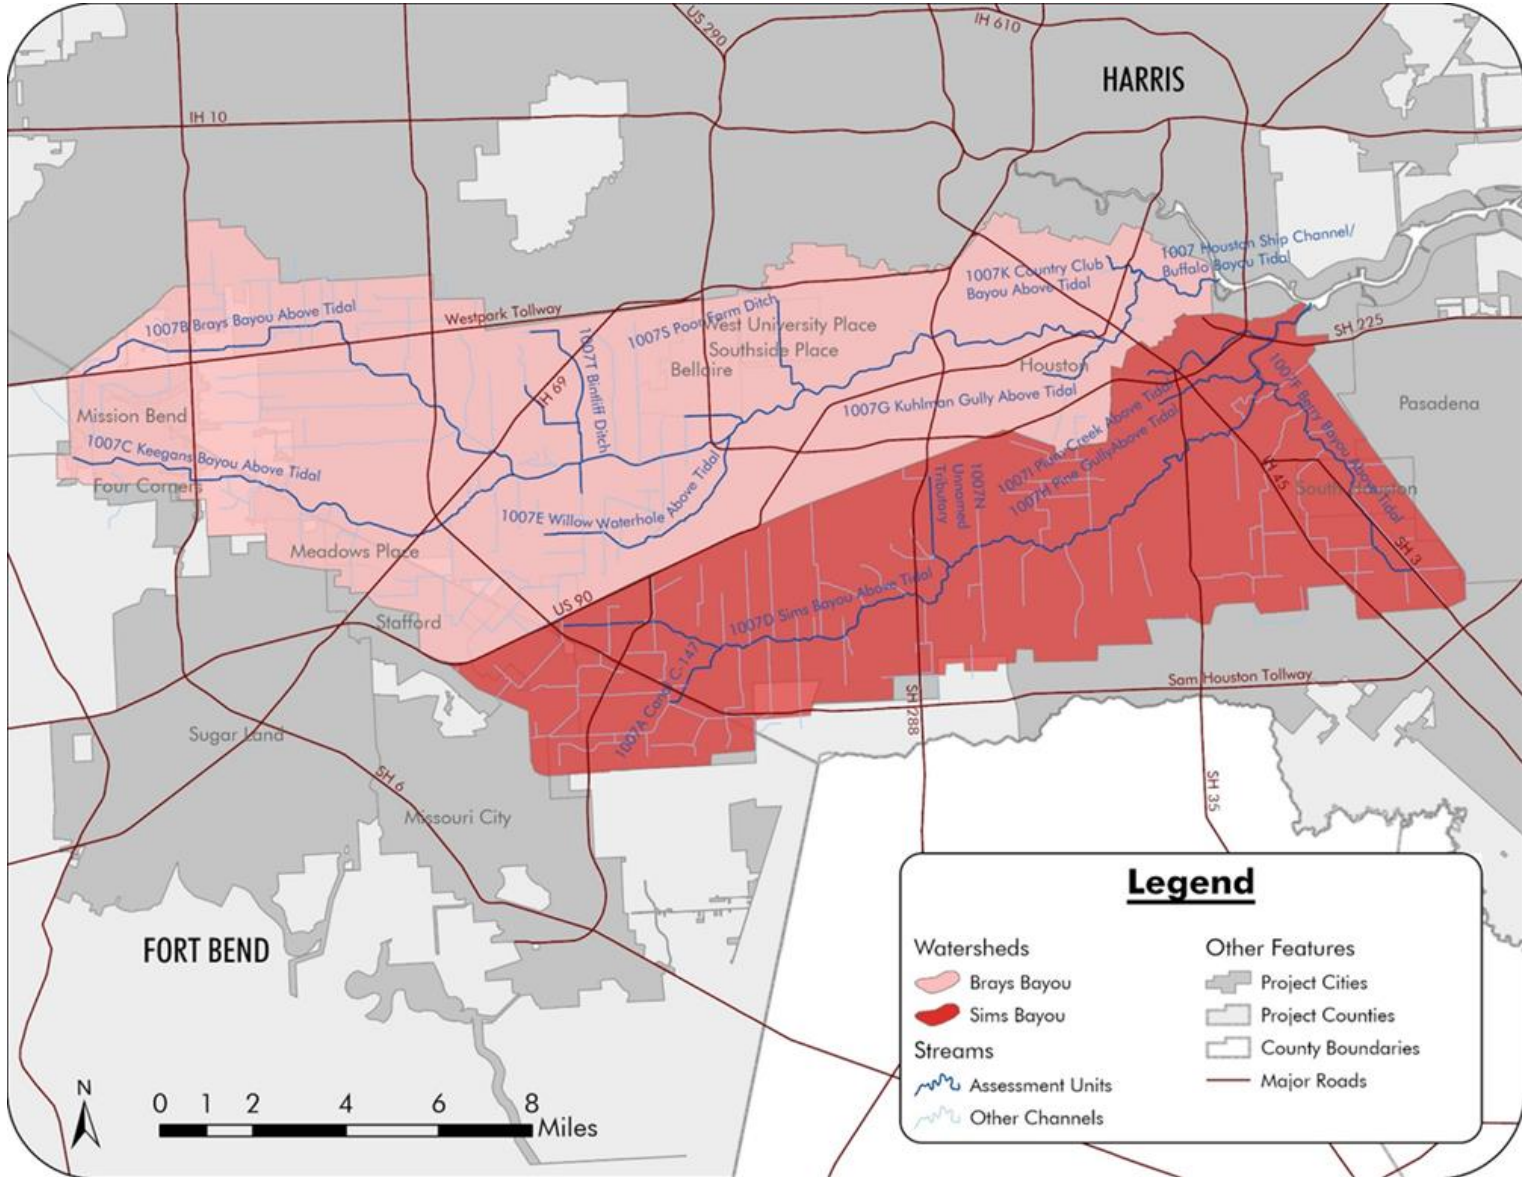 US 290
IH 610
HARRIS
IH 10
1007 Houston Ship Channel/
Buffalo Bayou Tidal
1007K Country Club
Bayou Above Tidal
1007B Brays Bayou Above Tidal
Westpark Tollway
1007S Poor Farm Ditch
West University Place
Southside Place
Bellaire
1007T Bintliff Ditch
IH 69
Houston
SH 225
Pasadena
1007G Kuhlman Gully Above Tidal
1007F Berry Bayou Above Tidal
Mission Bend
1007C Keegans Bayou Above Tidal
Four Corners
1007I Plum Creek Above Tidal
1007H Pine Gully Above Tidal
1007N
Unnamed
Tributary
IH 45
South Houston
1007E Willow Waterhole Above Tidal
Meadows Place
SH 3
US 90
Stafford
1007D Sims Bayou Above Tidal
1007A Canal C-147
Sam Houston Tollway
SH 288
Sugar Land
SH 6
SH 35
Missouri City
FORT BEND
Legend
Watersheds
Brays Bayou
Sims Bayou
Streams
Assessment Units
Other Channels
Other Features
Project Cities
Project Counties
County Boundaries
Major Roads
N
0 1 2 4 6 8
Miles